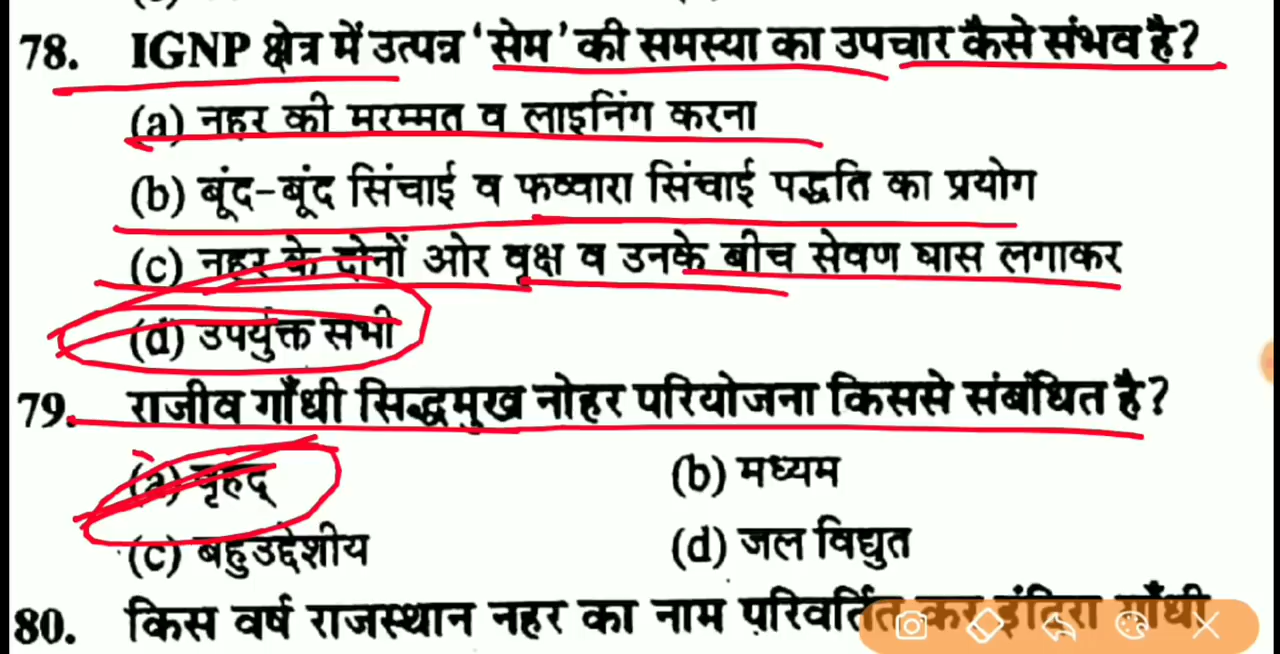 78. IGNP क्षेत्र में उत्पन्न 'सेम' की समस्या का उपचार कैसे संभव है?
(a) नहर की मरम्मत व लाइनिंग करना
(b) बूंद-बूंद सिंचाई व फव्वारा सिंचाई पद्धति का प्रयोग
(c) नहर के दोनों ओर वृक्ष व उनके बीच सेवण घास लगाकर
(d) उपर्युक्त सभी
79. राजीव गाँधी सिद्धमुख नोहर परियोजना किससे संबंधित है?
(a) वृहद् (b) मध्यम
(c) बहुउद्देशीय (d) जल विद्युत
80. किस वर्ष राजस्थान नहर का नाम परिवर्तित कर इंदिरा गाँधी